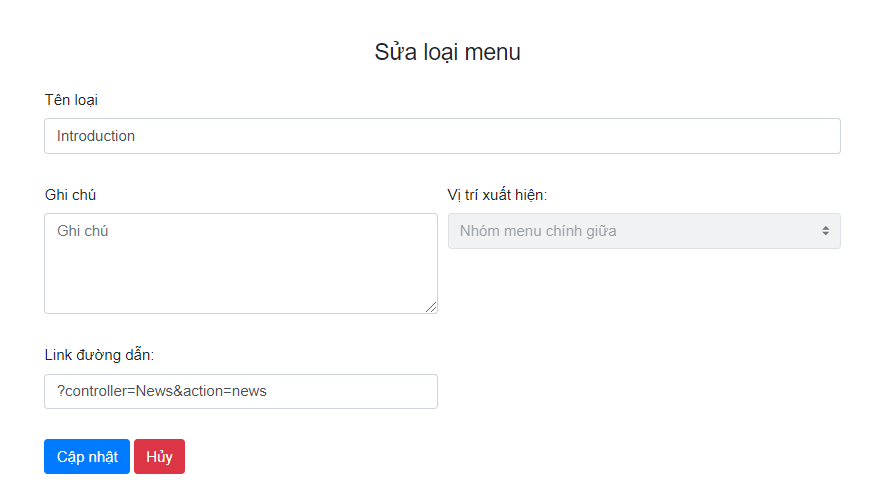 Sửa loại menu
Tên loại
Introduction
Ghi chú
Vị trí xuất hiện:
Ghi chú
Nhóm menu chính giữa
Link đường dẫn:
?controller=News&action=news
Cập nhật
Hủy